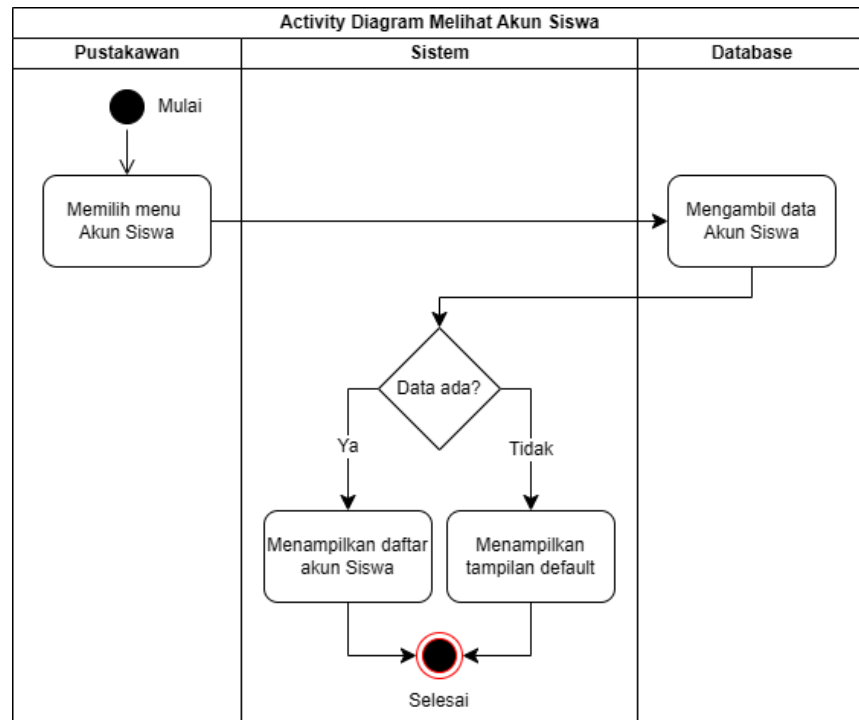 Activity Diagram Melihat Akun Siswa
Pustakawan
Sistem
Database
Mulai
Memilih menu
Akun Siswa
Mengambil data
Akun Siswa
Data ada?
Ya
Tidak
Menampilkan daftar
akun Siswa
Menampilkan
tampilan default
Selesai